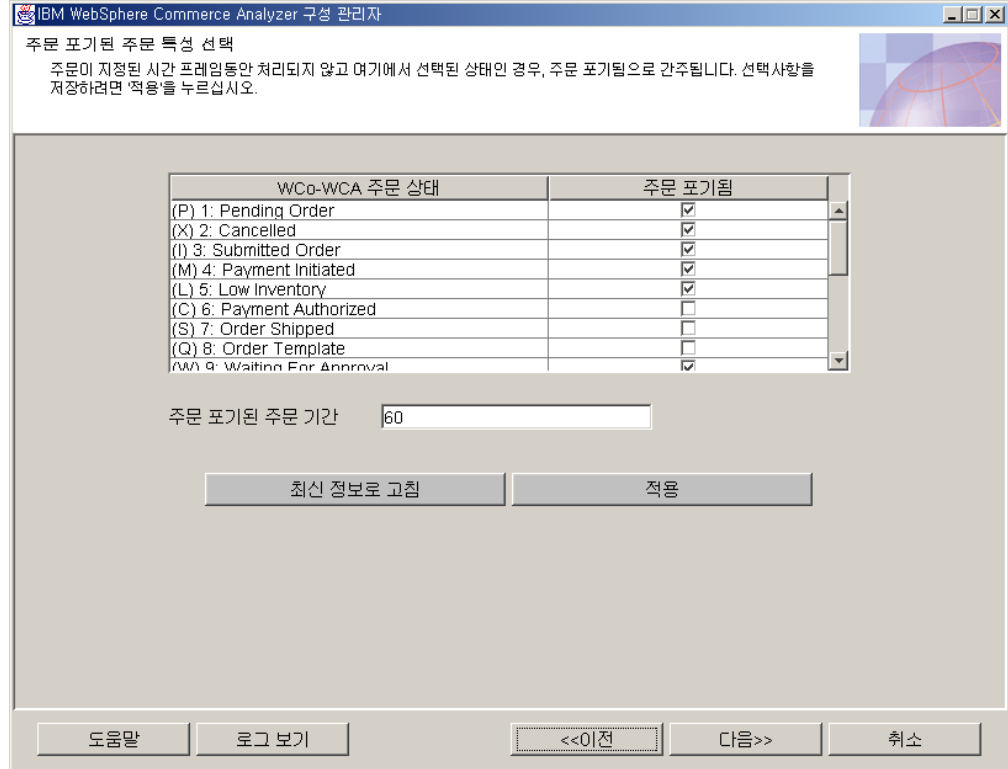 IBM WebSphere Commerce Analyzer 구성 관리자
주문 포기된 주문 특성 선택
주문이 지정된 시간 프레임동안 처리되지 않고 여기에서 선택된 상태인 경우, 주문 포기됨으로 간주됩니다. 선택사항을
저장하려면 '적용'을 누르십시오.
WCo-WCA 주문 상태 주문 포기됨
(P) 1: Pending Order
(X) 2: Cancelled
(I) 3: Submitted Order
(M) 4: Payment Initiated
(L) 5: Low Inventory
(C) 6: Payment Authorized
(S) 7: Order Shipped
(Q) 8: Order Template
(W) 9: Waiting For Approval
주문 포기된 주문 기간 60
최신 정보로 고침 적용
도움말 로그 보기 <<이전 다음>> 취소